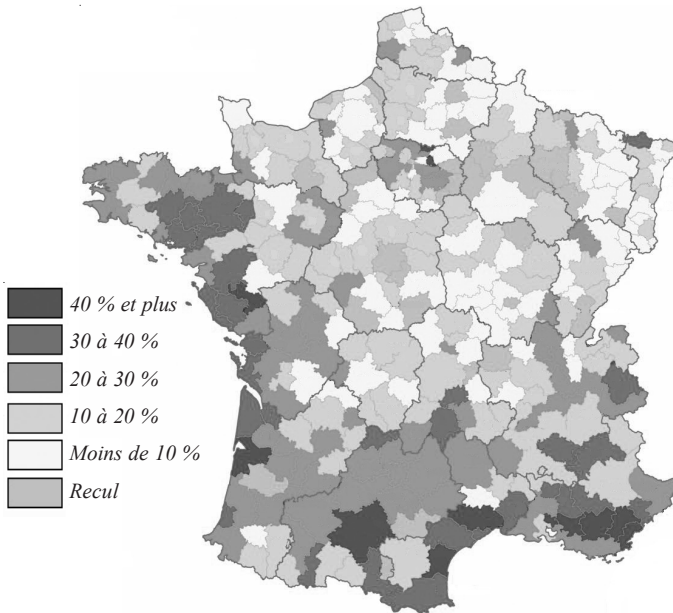 40 % et plus
30 à 40 %
20 à 30 %
10 à 20 %
Moins de 10 %
Recul